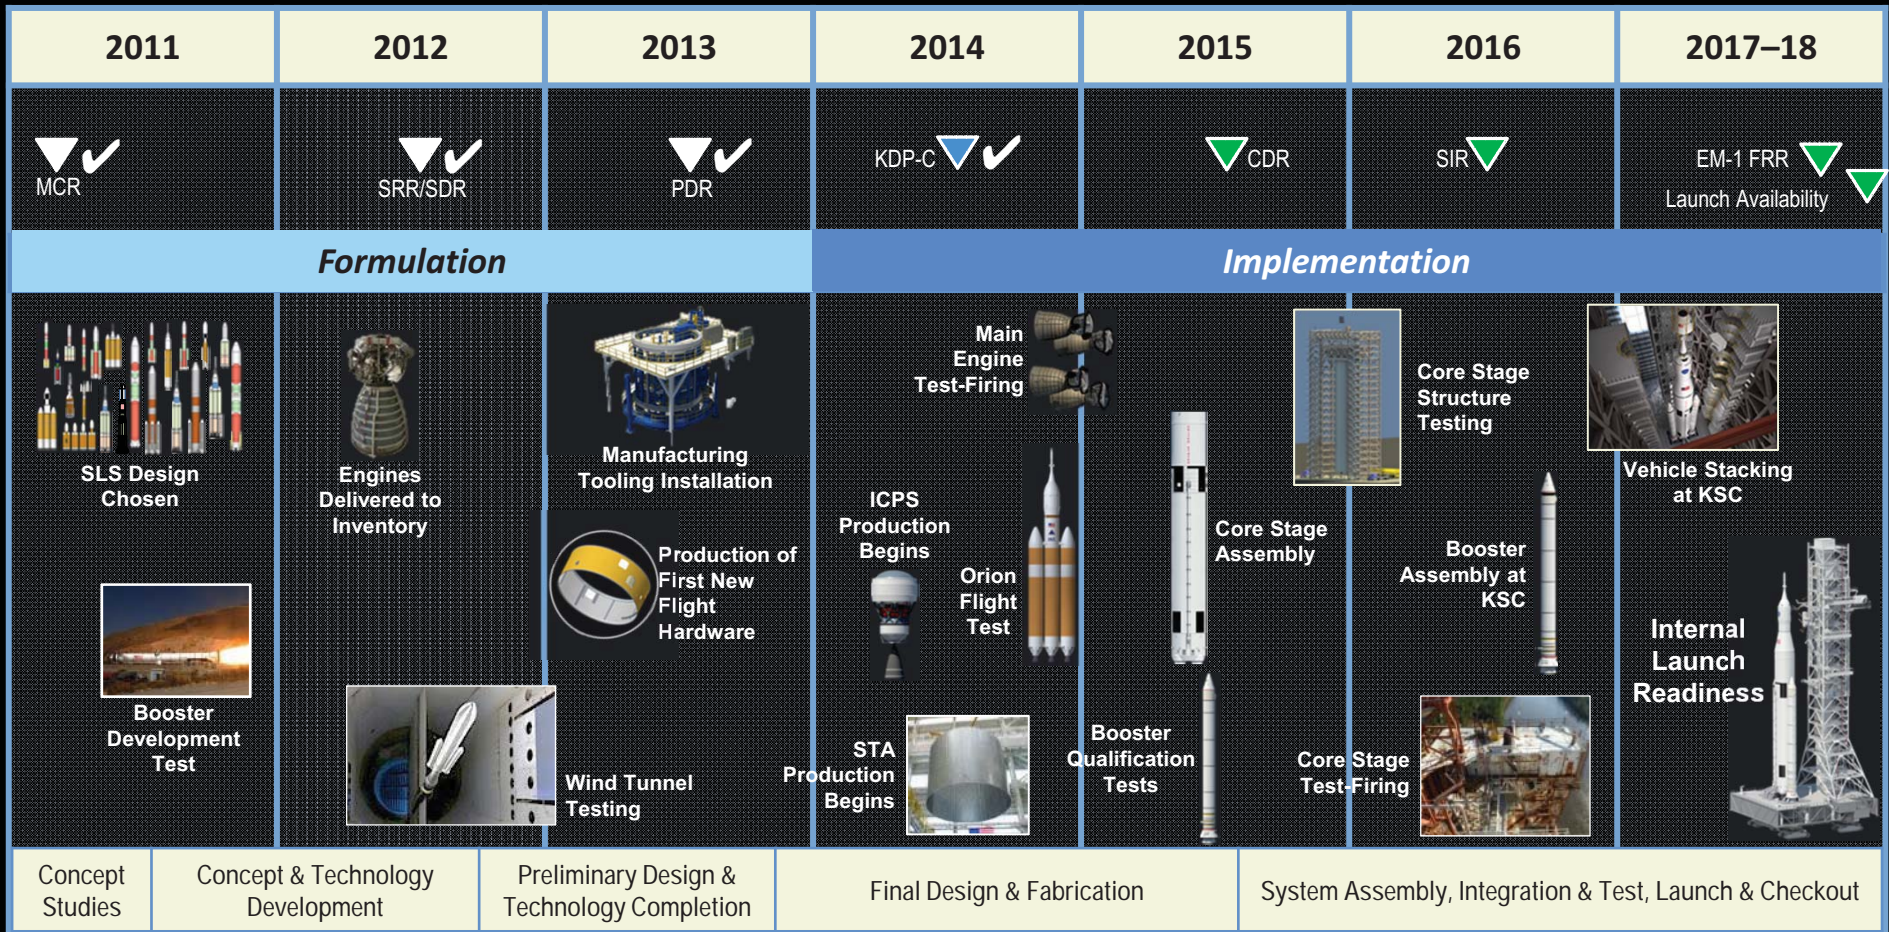 2011
2012
2013
2014
2015
2016
2017–18
MCR
SRR/SDR
PDR
KDP-C
CDR
SIR
EM-1 FRR
Launch Availability
Formulation
Implementation
SLS Design
Chosen
Booster
Development
Test
Engines
Delivered to
Inventory
Wind Tunnel
Testing
Manufacturing
Tooling Installation
Production of
First New
Flight
Hardware
Main
Engine
Test-Firing
ICPS
Production
Begins
Orion
Flight
Test
STA
Production
Begins
Core Stage
Assembly
Booster
Qualification
Tests
Core Stage
Structure
Testing
Booster
Assembly at
KSC
Core Stage
Test-Firing
Vehicle Stacking
at KSC
Internal
Launch
Readiness
Concept
Studies
Concept & Technology
Development
Preliminary Design &
Technology Completion
Final Design & Fabrication
System Assembly, Integration & Test, Launch & Checkout